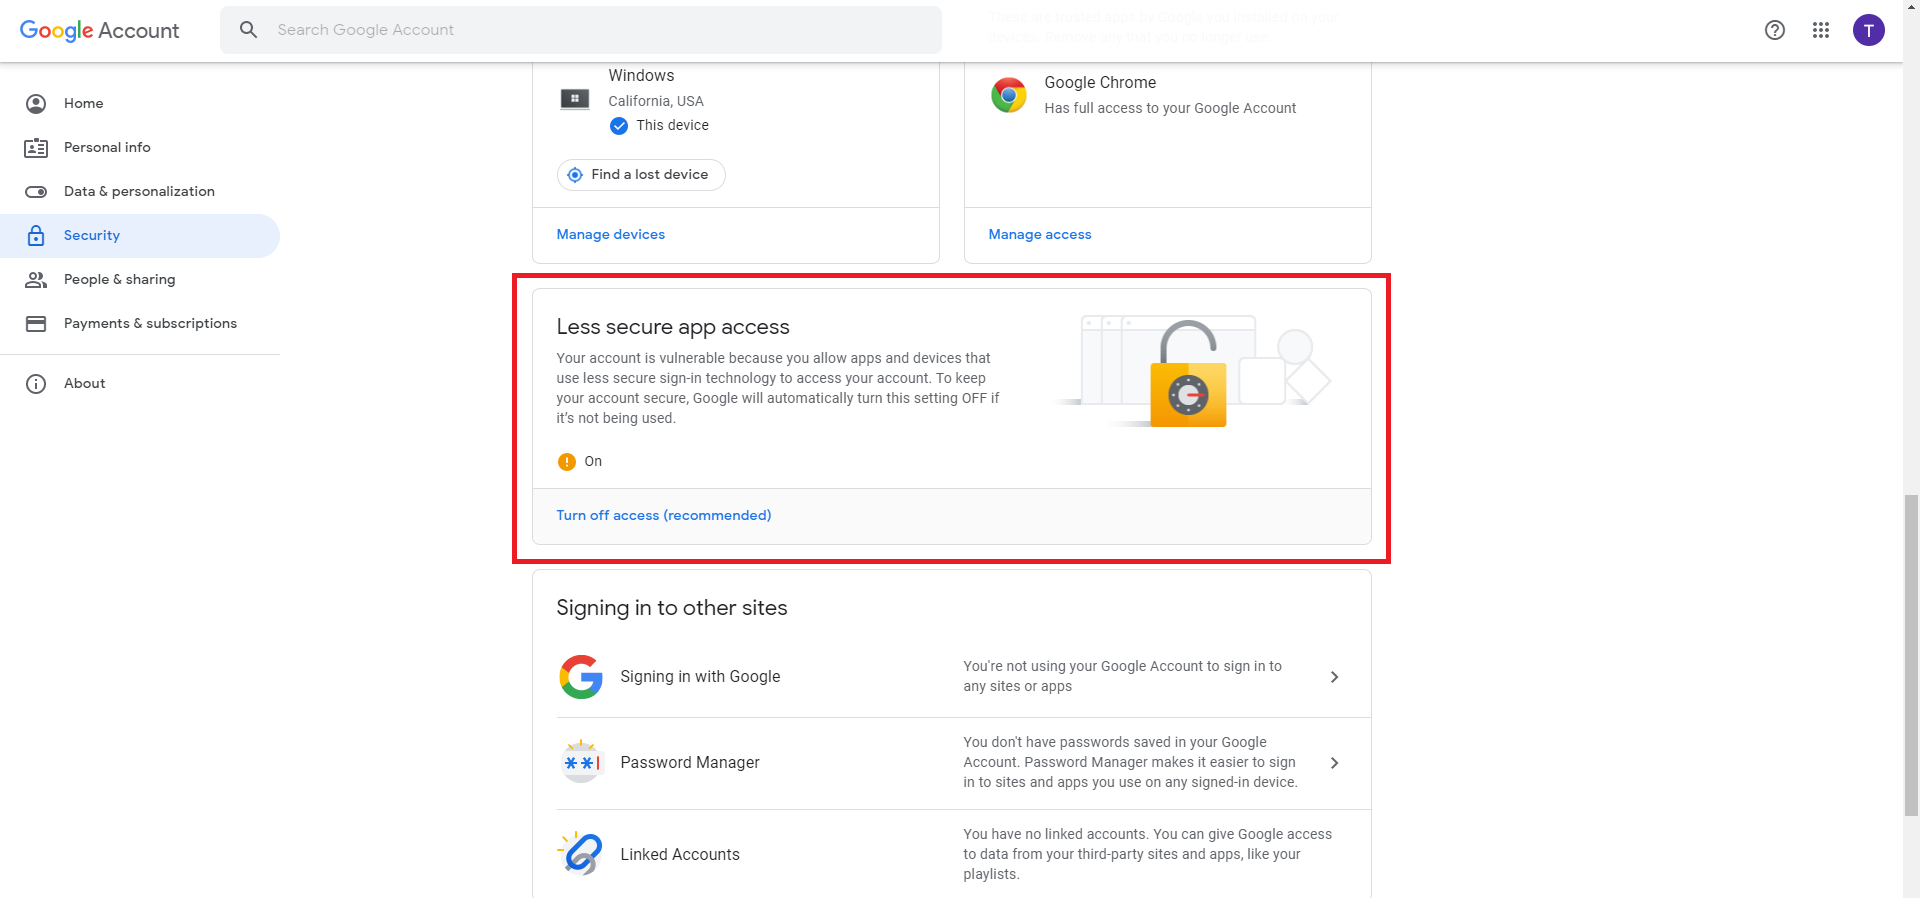 Google Account
Search Google Account
These are trusted apps by Google you installed on your
devices. Remove any that you no longer use.
T
Home
Personal info
Data & personalization
Security
People & sharing
Payments & subscriptions
About
Windows
California, USA
This device
Find a lost device
Manage devices
Google Chrome
Has full access to your Google Account
Manage access
Less secure app access
Your account is vulnerable because you allow apps and devices that
use less secure sign-in technology to access your account. To keep
your account secure, Google will automatically turn this setting OFF if
it’s not being used.
On
Turn off access (recommended)
Signing in to other sites
Signing in with Google
You're not using your Google Account to sign in to
any sites or apps
Password Manager
You don't have passwords saved in your Google
Account. Password Manager makes it easier to sign
in to sites and apps you use on any signed-in device.
Linked Accounts
You have no linked accounts. You can give Google access
to data from your third-party sites and apps, like your
playlists.